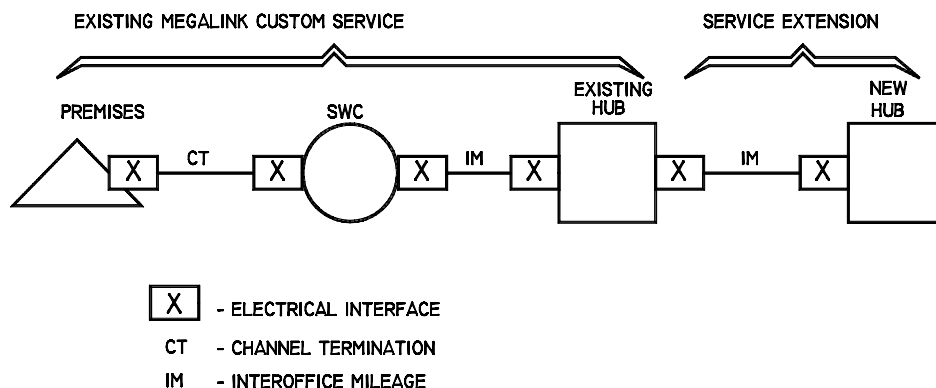 EXISTING MEGALINK CUSTOM SERVICE
SERVICE EXTENSION
PREMISES
SWC
EXISTING
HUB
NEW
HUB
X
CT
X
X
IM
X
X
IM
X
X - ELECTRICAL INTERFACE
CT - CHANNEL TERMINATION
IM - INTEROFFICE MILEAGE